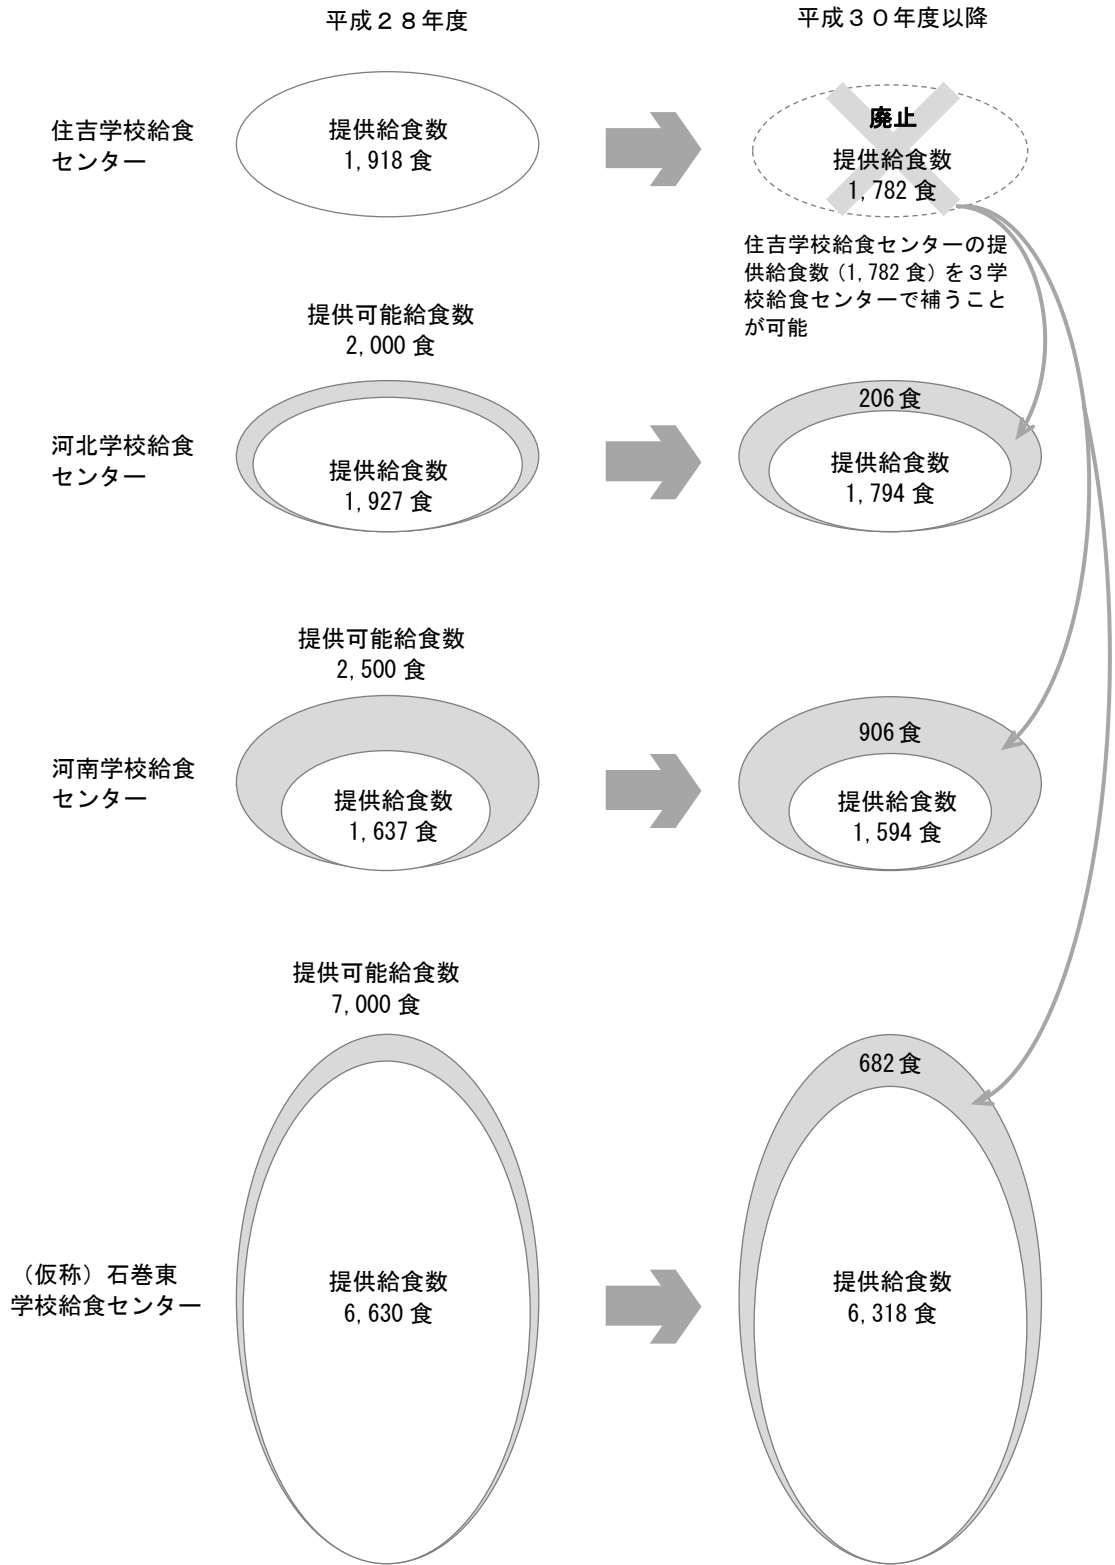 平成２８年度
平成３０年度以降
住吉学校給食
センター
提供給食数
1,918 食
廃止
提供給食数
1,782 食
住吉学校給食センターの提
供給食数（1,782 食）を３学
校給食センターで補うこと
が可能
提供可能給食数
2,000 食
河北学校給食
センター
提供給食数
1,927 食
206 食
提供給食数
1,794 食
提供可能給食数
2,500 食
河南学校給食
センター
提供給食数
1,637 食
906 食
提供給食数
1,594 食
提供可能給食数
7,000 食
682 食
（仮称）石巻東
学校給食センター
提供給食数
6,630 食
提供給食数
6,318 食